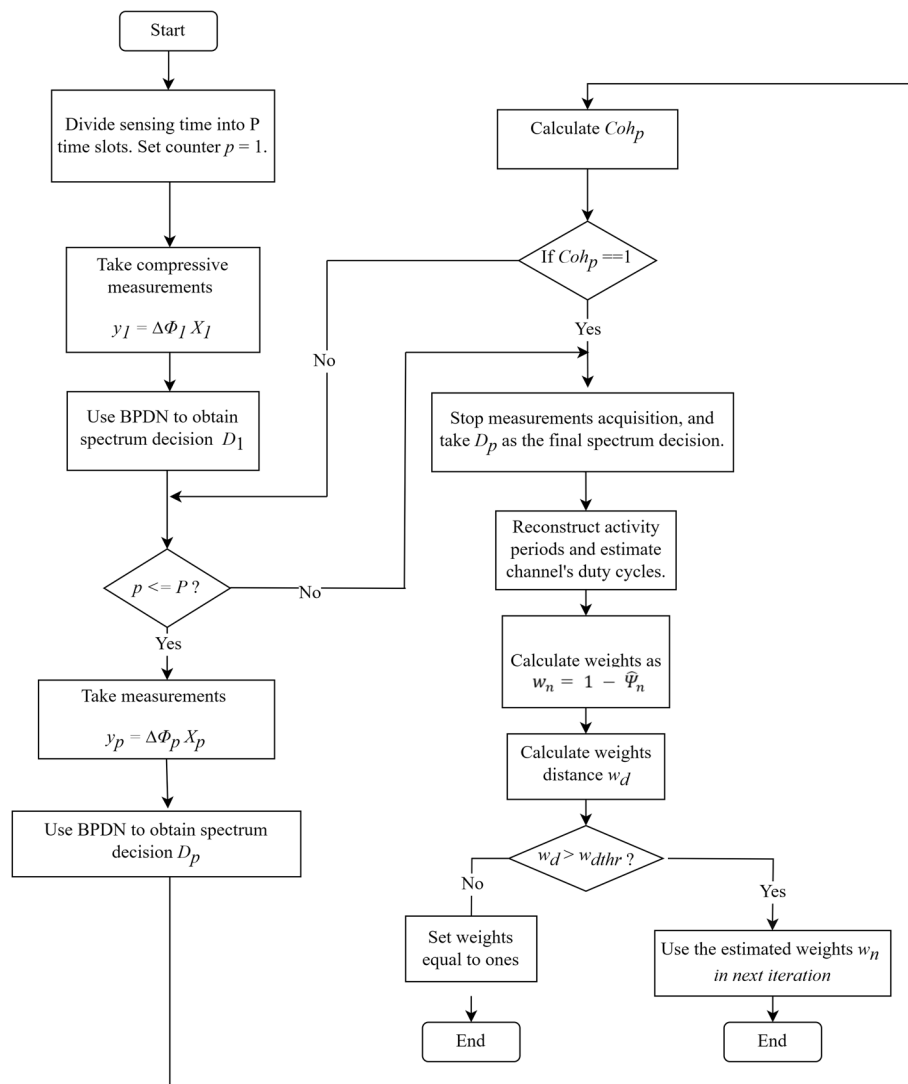 Start
Divide sensing time into P
time slots. Set counter p = 1.
Take compressive
measurements
y1 = ΔΦ1 X1
Use BPDN to obtain
spectrum decision D1
p <= P ?
No
Yes
Take measurements
yp = ΔΦp Xp
Use BPDN to obtain spectrum
decision Dp
Calculate Cohp
If Cohp ==1
No
Yes
Stop measurements acquisition, and
take Dp as the final spectrum decision.
Reconstruct activity
periods and estimate
channel's duty cycles.
Calculate weights as
wn = 1 − Ψ̂n
Calculate weights
distance wd
wd > wdthr ?
No
Yes
Set weights
equal to ones
Use the estimated weights wn
in next iteration
End
End